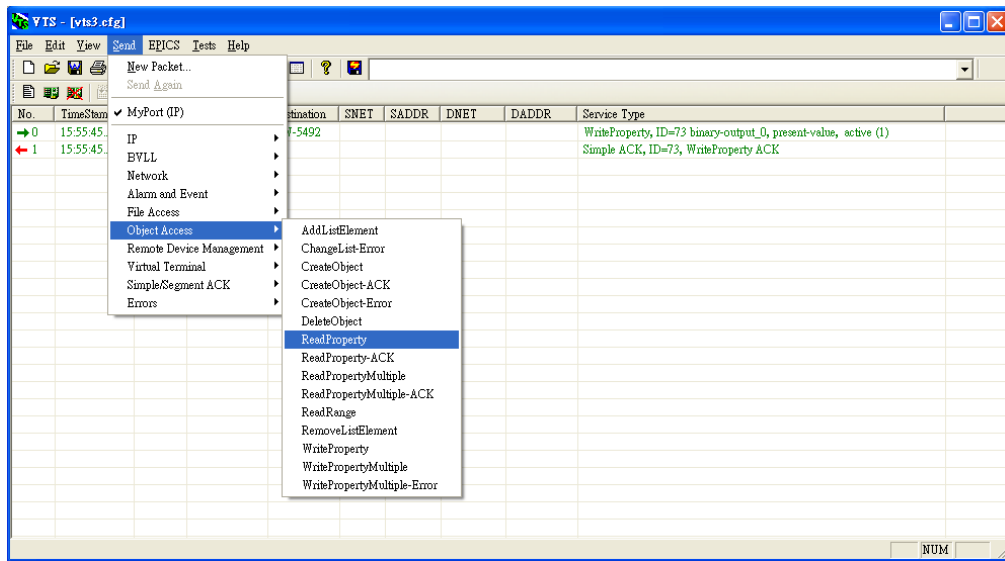 VTS - [vts3.cfg]
File Edit View Send EPICS Tests Help
New Packet...
Send Again
MyPort (IP)
IP
BVLL
Network
Alarm and Event
File Access
Object Access
Remote Device Management
Virtual Terminal
Simple/Segment ACK
Errors
AddListElement
ChangeList-Error
CreateObject
CreateObject-ACK
CreateObject-Error
DeleteObject
ReadProperty
ReadProperty-ACK
ReadPropertyMultiple
ReadPropertyMultiple-ACK
ReadRange
RemoveListElement
WriteProperty
WritePropertyMultiple
WritePropertyMultiple-Error
No. TimeStam stination SNET SADDR DNET DADDR Service Type
0 15:55:45. -5492 WriteProperty, ID=73 binary-output_0, present-value, active (1)
1 15:55:45. Simple ACK, ID=73, WriteProperty ACK
NUM